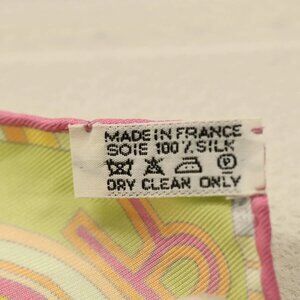 MADE IN FRANCE
SOIE 100% SILK
P
DRY CLEAN ONLY